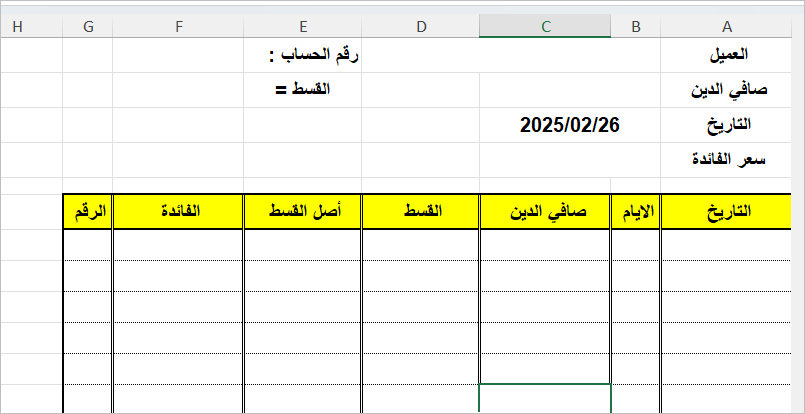 A B C D E F G H
العميل رقم الحساب :
صافي الدين القسط =
التاريخ 2025/02/26
سعر الفائدة
التاريخ الايام صافي الدين القسط أصل القسط الفائدة الرقم